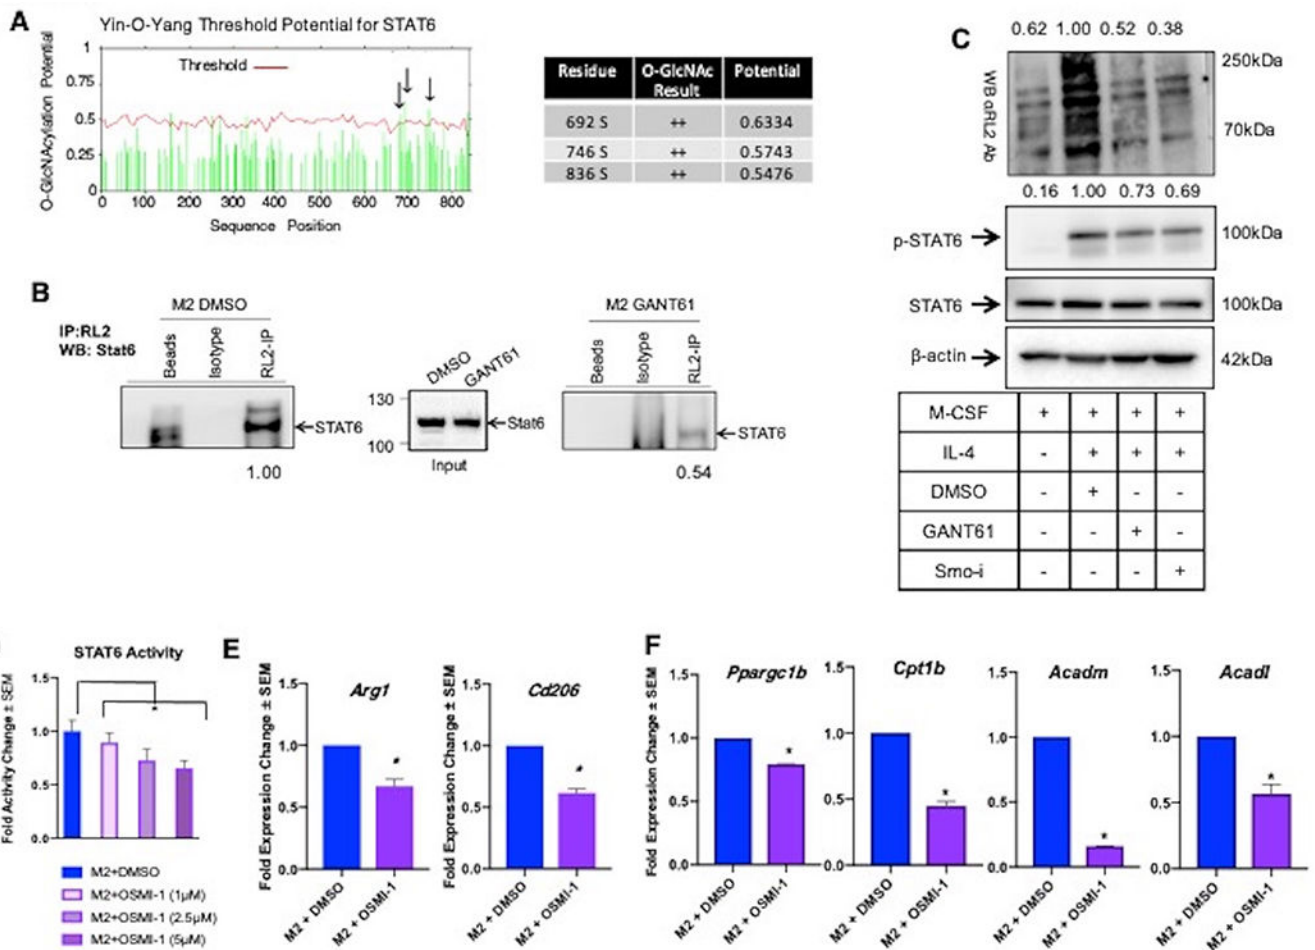 A
Yin-O-Yang Threshold Potential for STAT6
O-GlcNAcylation Potential
1
0.75
0.5
0.25
0
Threshold
0 100 200 300 400 500 600 700 800
Sequence Position
Residue O-GlcNAc Result Potential
692 S ++ 0.6334
746 S ++ 0.5743
836 S ++ 0.5476
B
IP:RL2
WB: Stat6
M2 DMSO
Beads Isotype RL2-IP
STAT6
1.00
DMSO GANT61
130
100
Stat6
Input
M2 GANT61
Beads Isotype RL2-IP
STAT6
0.54
C
0.62 1.00 0.52 0.38
WB αRL2 Ab
250kDa
70kDa
0.16 1.00 0.73 0.69
p-STAT6 100kDa
STAT6 100kDa
β-actin 42kDa
M-CSF + + + +
IL-4 - + + +
DMSO - + - -
GANT61 - - + -
Smo-i - - - +
STAT6 Activity
Fold Activity Change ± SEM
1.5
1.0
0.5
0.0
*
M2+DMSO
M2+OSMI-1 (1μM)
M2+OSMI-1 (2.5μM)
M2+OSMI-1 (5μM)
E
Fold Expression Change ± SEM
Arg1
1.5
1.0
0.5
0.0
*
M2 + DMSO
M2 + OSMI-1
Fold Expression Change ± SEM
Cd206
1.5
1.0
0.5
0.0
*
M2 + DMSO
M2 + OSMI-1
F
Fold Expression Change ± SEM
Ppargc1b
1.5
1.0
0.5
0.0
*
M2 + DMSO
M2 + OSMI-1
Cpt1b
1.5
1.0
0.5
0.0
*
M2 + DMSO
M2 + OSMI-1
Acadm
1.5
1.0
0.5
0.0
*
M2 + DMSO
M2 + OSMI-1
Acadl
1.5
1.0
0.5
0.0
*
M2 + DMSO
M2 + OSMI-1